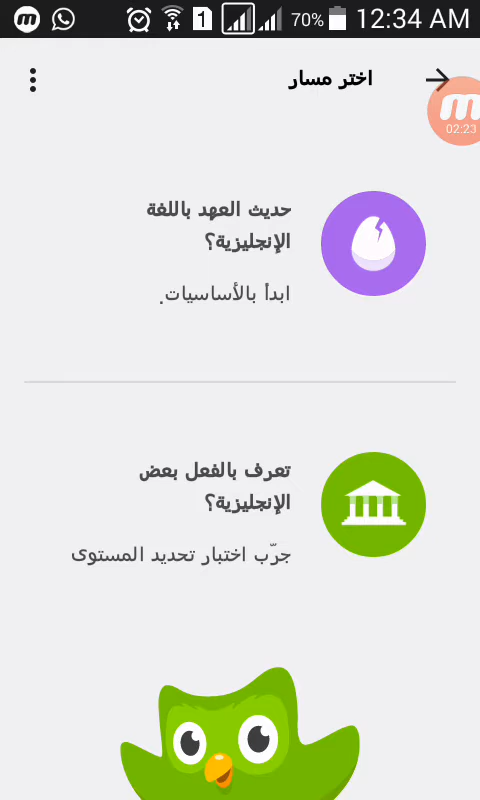 1
70%
12:34 AM
اختر مسار
02:23
حديث العهد باللغة
الإنجليزية؟
ابدأ بالأساسيات.
تعرف بالفعل بعض
الإنجليزية؟
جرّب اختبار تحديد المستوى